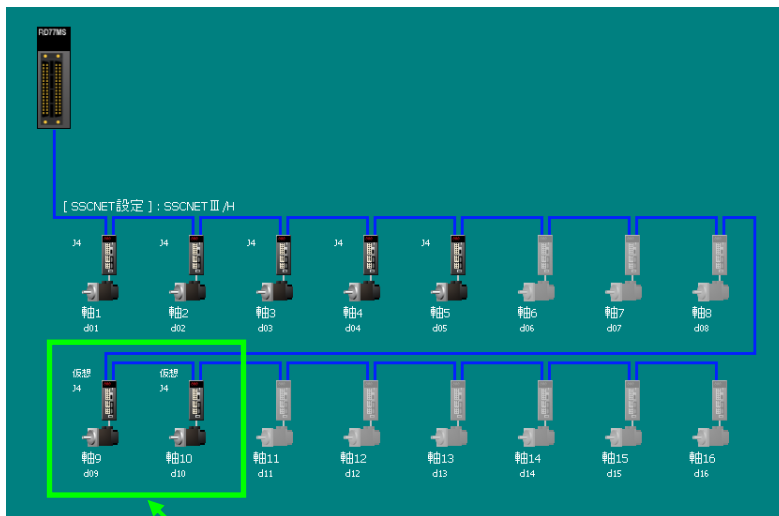 RD77MS
[ SSCNET設定 ] : SSCNETⅢ/H
J4 J4 J4 J4 J4
軸1 軸2 軸3 軸4 軸5 軸6 軸7 軸8
d01 d02 d03 d04 d05 d06 d07 d08
仮想 仮想
J4 J4
軸9 軸10 軸11 軸12 軸13 軸14 軸15 軸16
d09 d10 d11 d12 d13 d14 d15 d16